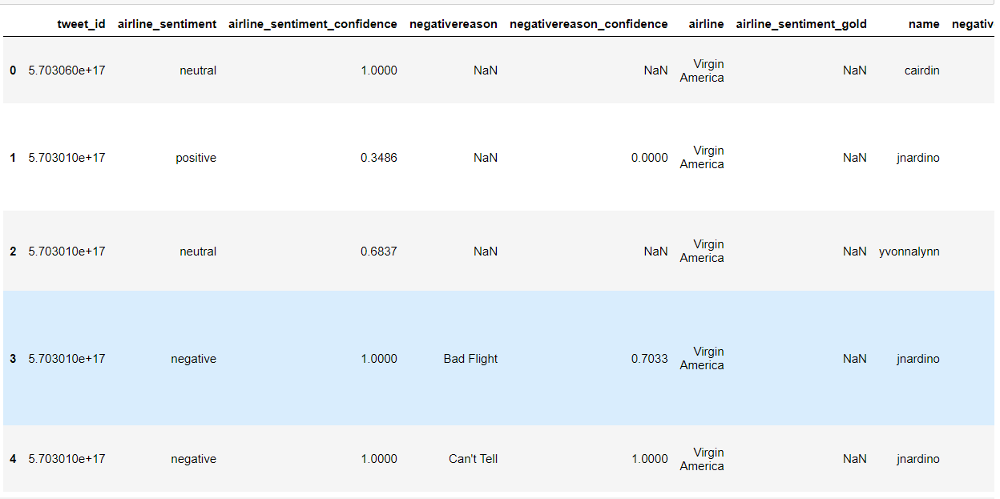 tweet_id airline_sentiment airline_sentiment_confidence negativereason negativereason_confidence airline airline_sentiment_gold name negativ
0 5.703060e+17 neutral 1.0000 NaN NaN Virgin America NaN cairdin
1 5.703010e+17 positive 0.3486 NaN 0.0000 Virgin America NaN jnardino
2 5.703010e+17 neutral 0.6837 NaN NaN Virgin America NaN yvonnalynn
3 5.703010e+17 negative 1.0000 Bad Flight 0.7033 Virgin America NaN jnardino
4 5.703010e+17 negative 1.0000 Can't Tell 1.0000 Virgin America NaN jnardino